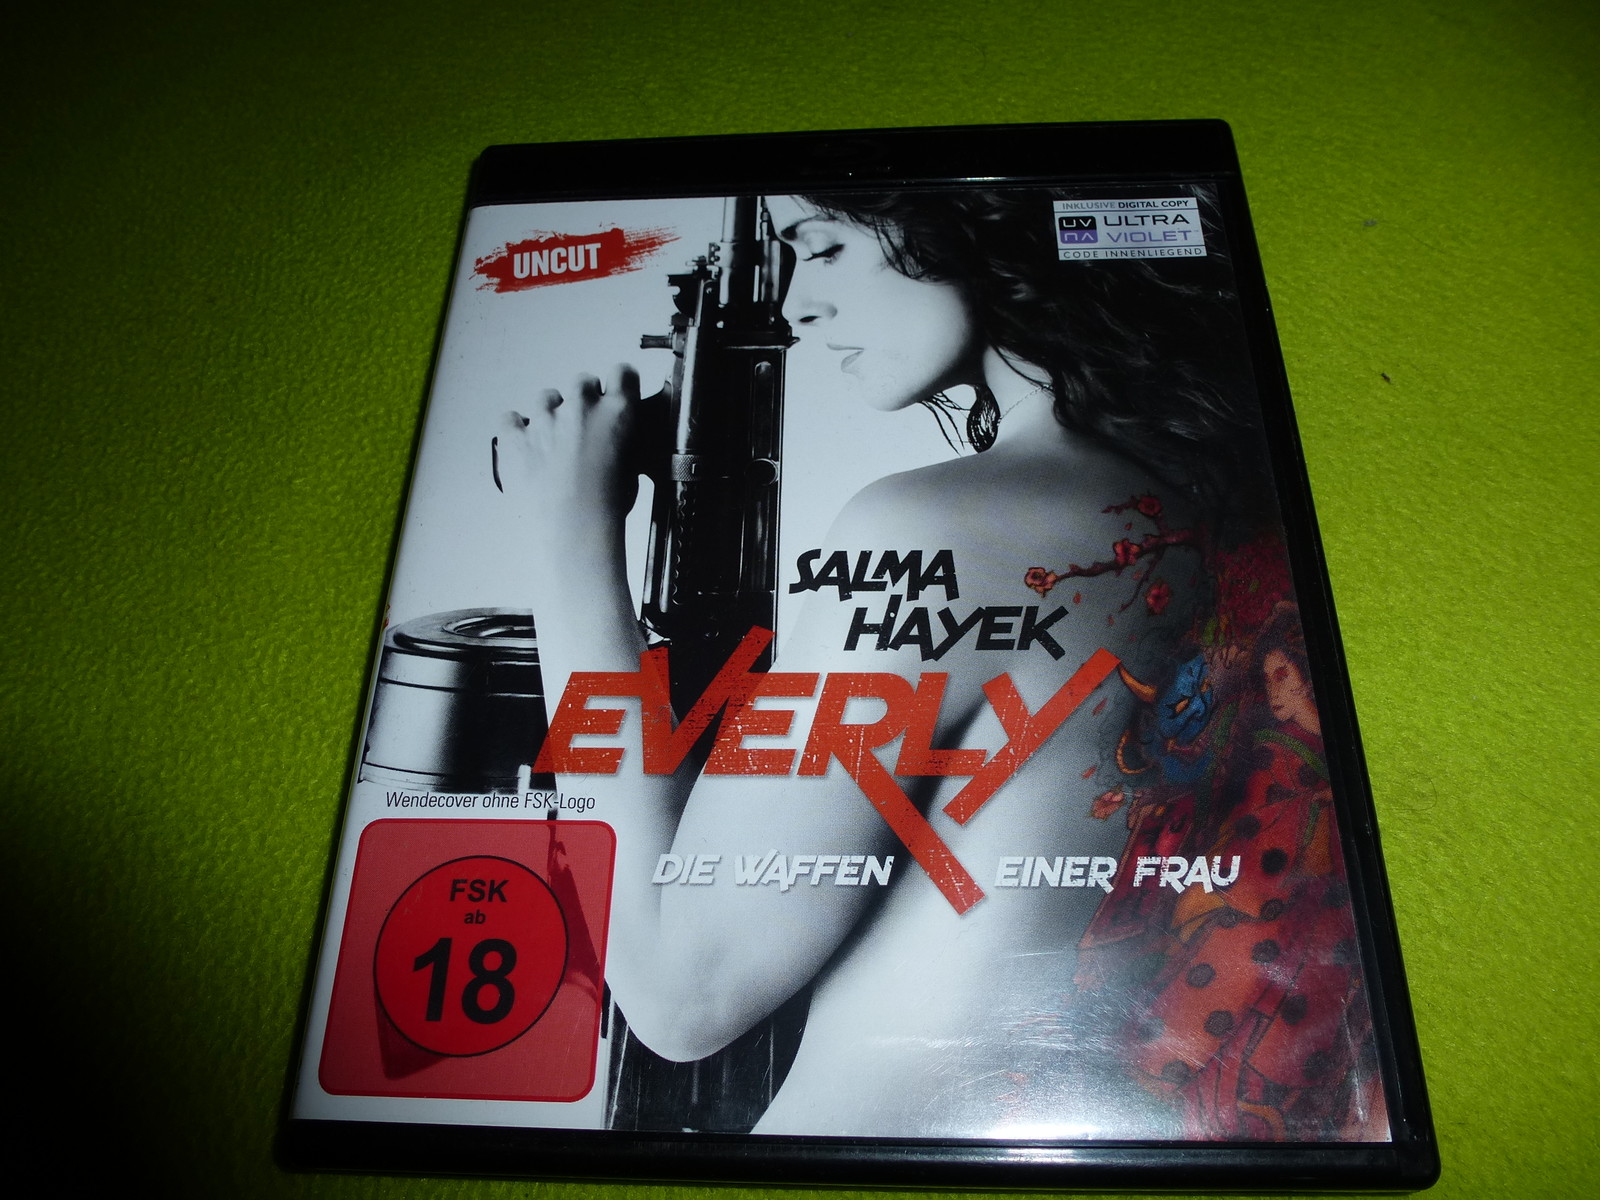 UNCUT
INKLUSIVE DIGITAL COPY
UV ULTRA
VIOLET
CODE INNENLIEGEND
SALMA
HAYEK
EVERLY
Wendecover ohne FSK-Logo
DIE WAFFEN EINER FRAU
FSK
ab
18